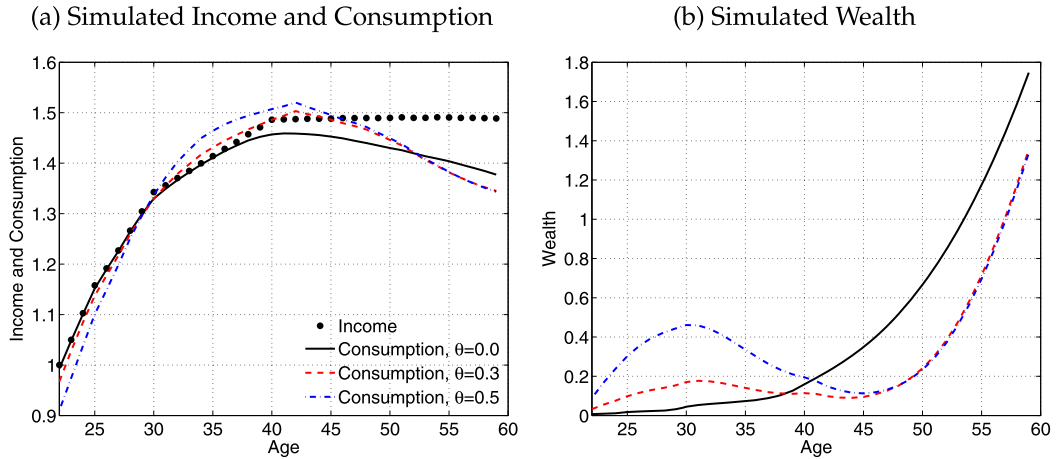 (a) Simulated Income and Consumption
1.6
1.5
1.4
1.3
1.2
1.1
1
0.9
Income and Consumption
25 30 35 40 45 50 55 60
Age
Income
Consumption, θ=0.0
Consumption, θ=0.3
Consumption, θ=0.5
(b) Simulated Wealth
1.8
1.6
1.4
1.2
1
0.8
0.6
0.4
0.2
0
Wealth
25 30 35 40 45 50 55 60
Age